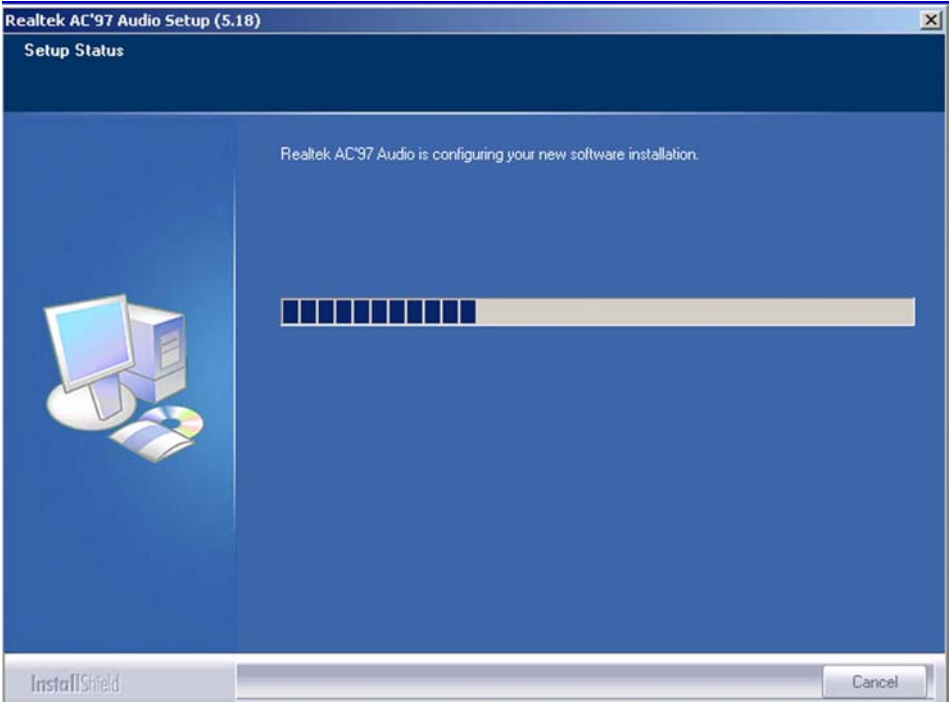 Realtek AC'97 Audio Setup (5.18)
Setup Status
Realtek AC'97 Audio is configuring your new software installation.
InstallShield
Cancel